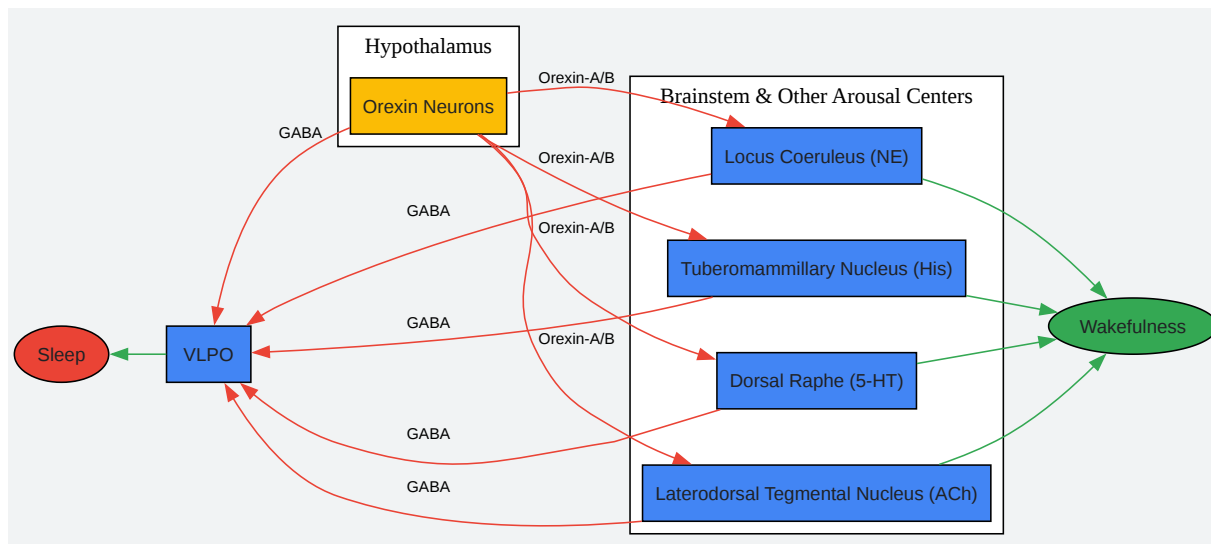 Hypothalamus
Orexin Neurons
Orexin-A/B
Brainstem & Other Arousal Centers
GABA
Locus Coeruleus (NE)
Orexin-A/B
GABA
Orexin-A/B
Tuberomammillary Nucleus (His)
GABA
Wakefulness
Orexin-A/B
Sleep
VLPO
Dorsal Raphe (5-HT)
GABA
GABA
Laterodorsal Tegmental Nucleus (ACh)